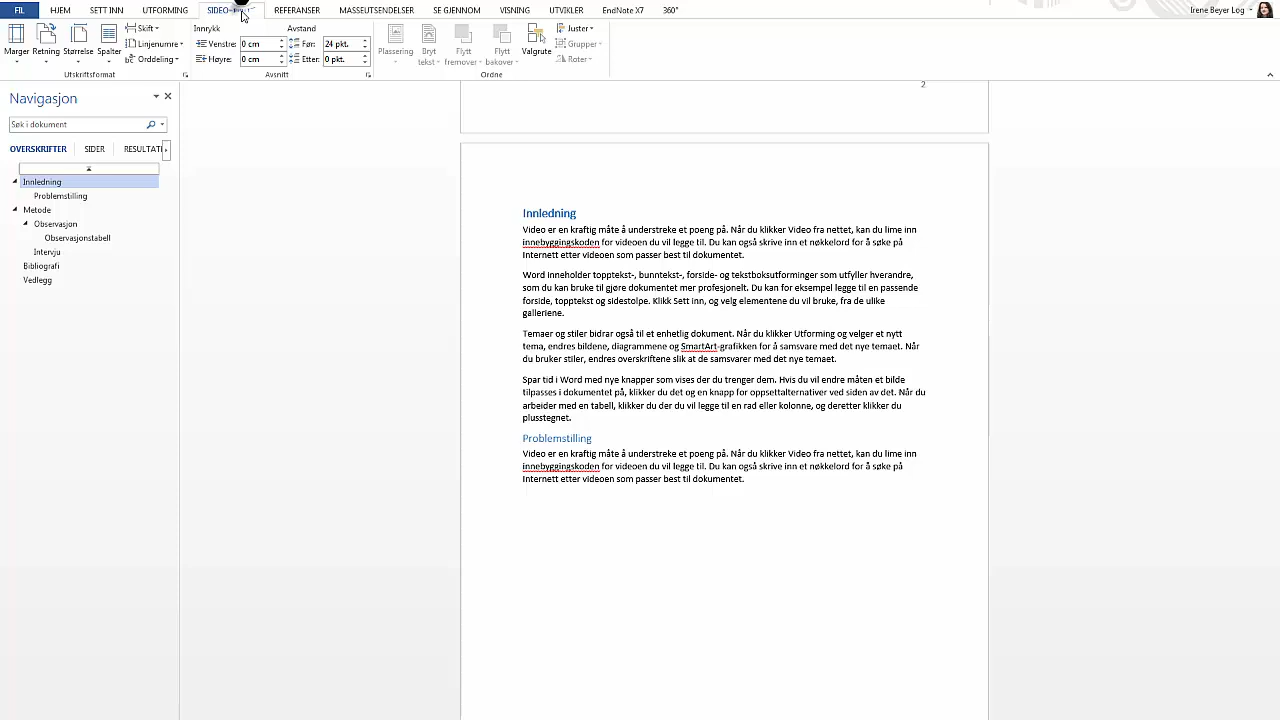 FIL HJEM SETT INN UTFORMING REFERANSER MASSEUTSENDELSER SE GJENNOM VISNING UTVIKLER EndNote X7 360° Irene Beyer Log
Marger Retning Størrelse Spalter
Skift
Linjenumre
Orddeling
Utskriftsformat
Innrykk Avstand
Venstre: 0 cm Før: 24 pkt.
Høyre: 0 cm Etter: 0 pkt.
Avsnitt
Plassering Bryt tekst Flytt fremover Flytt bakover Valgrute
Juster
Grupper
Roter
Ordne
Navigasjon
Søk i dokument
OVERSKRIFTER SIDER
Innledning
Problemstilling
Metode
Observasjon
Observasjonstabell
Intervju
Bibliografi
Vedlegg
2
Innledning
Video er en kraftig måte å understreke et poeng på. Når du klikker Video fra nettet, kan du lime inn
innebyggingskoden for videoen du vil legge til. Du kan også skrive inn et nøkkelord for å søke på
Internett etter videoen som passer best til dokumentet.
Word inneholder topptekst-, bunntekst-, forside- og tekstboksutforminger som utfyller hverandre,
som du kan bruke til gjøre dokumentet mer profesjonelt. Du kan for eksempel legge til en passende
forside, topptekst og sidestolpe. Klikk Sett inn, og velg elementene du vil bruke, fra de ulike
galleriene.
Temaer og stiler bidrar også til et enhetlig dokument. Når du klikker Utforming og velger et nytt
tema, endres bildene, diagrammene og SmartArt-grafikken for å samsvare med det nye temaet. Når
du bruker stiler, endres overskriftene slik at de samsvarer med det nye temaet.
Spar tid i Word med nye knapper som vises der du trenger dem. Hvis du vil endre måten et bilde
tilpasses i dokumentet på, klikker du det og en knapp for oppsettalternativer ved siden av det. Når du
arbeider med en tabell, klikker du der du vil legge til en rad eller kolonne, og deretter klikker du
plusstegnet.
Problemstilling
Video er en kraftig måte å understreke et poeng på. Når du klikker Video fra nettet, kan du lime inn
innebyggingskoden for videoen du vil legge til. Du kan også skrive inn et nøkkelord for å søke på
Internett etter videoen som passer best til dokumentet.